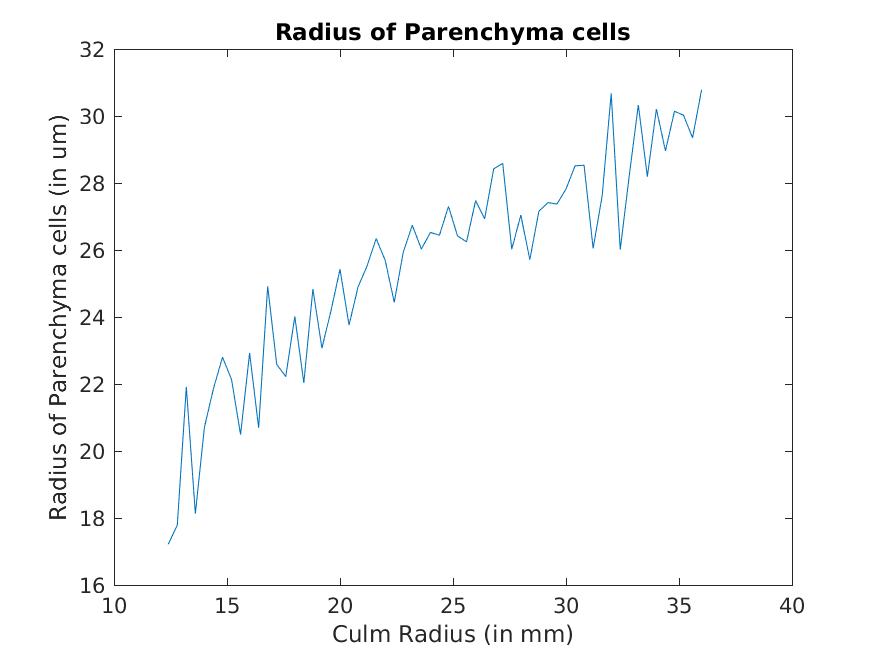 Radius of Parenchyma cells
32
30
28
26
24
22
20
18
16
Radius of Parenchyma cells (in um)
10 15 20 25 30 35 40
Culm Radius (in mm)